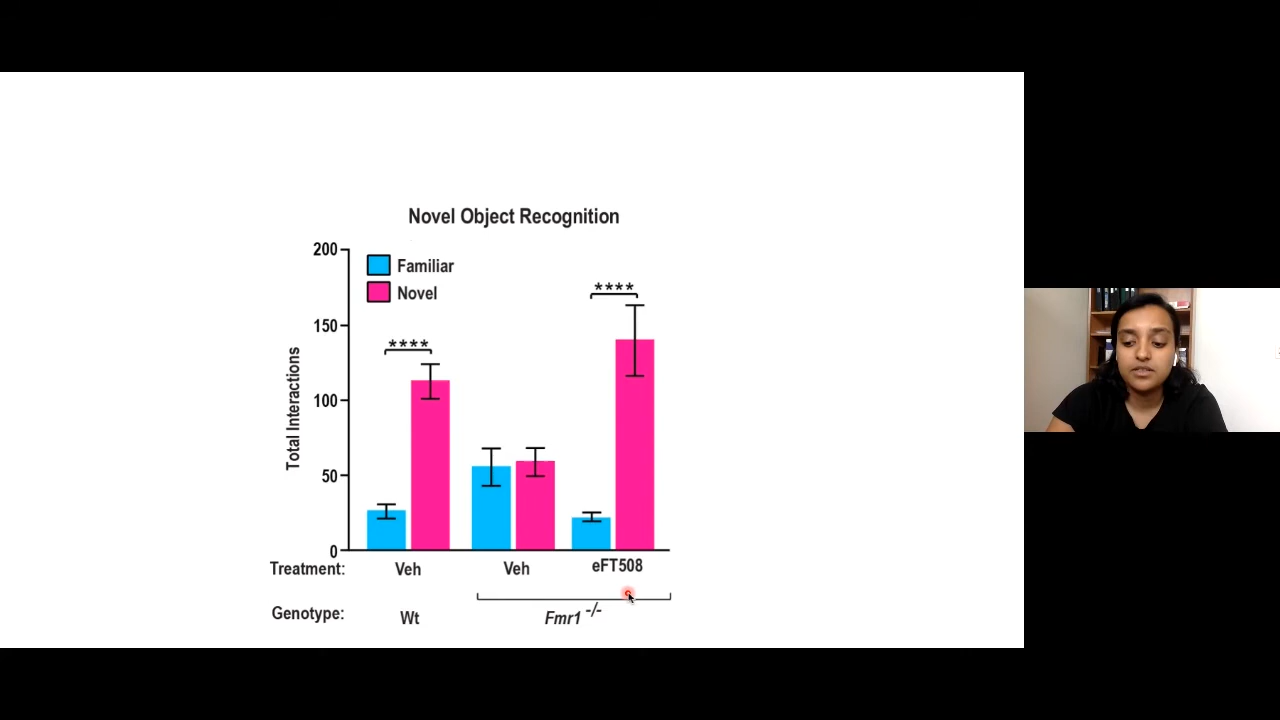 Novel Object Recognition
200
150
100
50
0
Total Interactions
Familiar
Novel
****
****
Treatment: Veh Veh eFT508
Genotype: Wt Fmr1 -/-